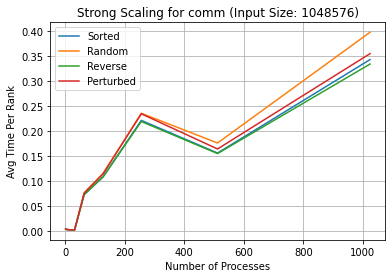 Strong Scaling for comm (Input Size: 1048576)
Sorted
Random
Reverse
Perturbed
Avg Time Per Rank
0.40
0.35
0.30
0.25
0.20
0.15
0.10
0.05
0.00
0 200 400 600 800 1000
Number of Processes